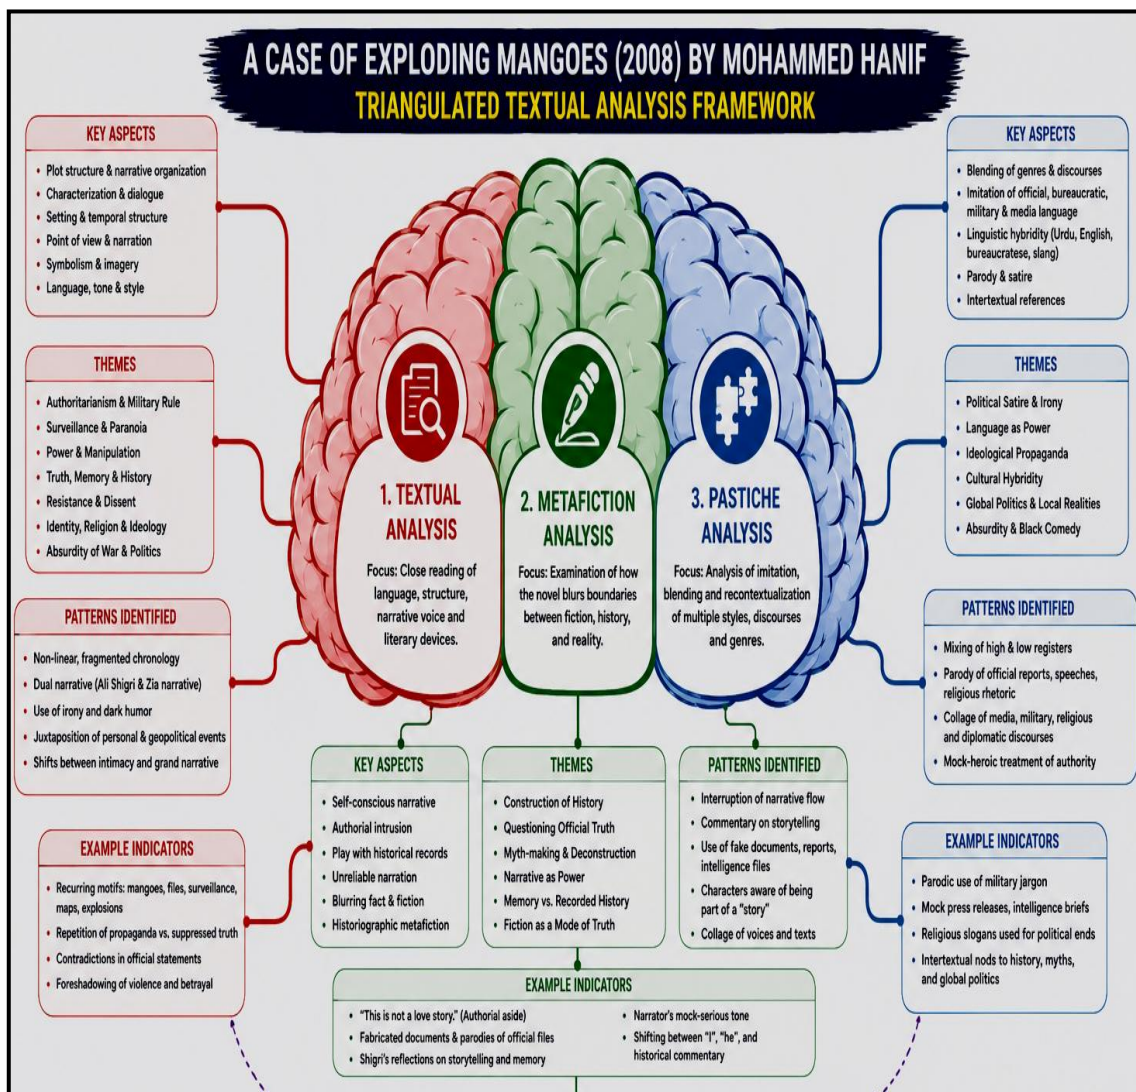 A CASE OF EXPLODING MANGOES (2008) BY MOHAMMED HANIF
TRIANGULATED TEXTUAL ANALYSIS FRAMEWORK
KEY ASPECTS
• Plot structure & narrative organization
• Characterization & dialogue
• Setting & temporal structure
• Point of view & narration
• Symbolism & imagery
• Language, tone & style
THEMES
• Authoritarianism & Military Rule
• Surveillance & Paranoia
• Power & Manipulation
• Truth, Memory & History
• Resistance & Dissent
• Identity, Religion & Ideology
• Absurdity of War & Politics
PATTERNS IDENTIFIED
• Non-linear, fragmented chronology
• Dual narrative (Ali Shigri & Zia narrative)
• Use of irony and dark humor
• Juxtaposition of personal & geopolitical events
• Shifts between intimacy and grand narrative
EXAMPLE INDICATORS
• Recurring motifs: mangoes, files, surveillance,
maps, explosions
• Repetition of propaganda vs. suppressed truth
• Contradictions in official statements
• Foreshadowing of violence and betrayal
1. TEXTUAL
ANALYSIS
Focus: Close reading of
language, structure,
narrative voice and
literary devices.
2. METAFICTION
ANALYSIS
Focus: Examination of how
the novel blurs boundaries
between fiction, history,
and reality.
3. PASTICHE
ANALYSIS
Focus: Analysis of imitation,
blending and recontextualization
of multiple styles, discourses
and genres.
KEY ASPECTS
• Self-conscious narrative
• Authorial intrusion
• Play with historical records
• Unreliable narration
• Blurring fact & fiction
• Historiographic metafiction
THEMES
• Construction of History
• Questioning Official Truth
• Myth-making & Deconstruction
• Narrative as Power
• Memory vs. Recorded History
• Fiction as a Mode of Truth
PATTERNS IDENTIFIED
• Interruption of narrative flow
• Commentary on storytelling
• Use of fake documents, reports,
intelligence files
• Characters aware of being
part of a "story"
• Collage of voices and texts
EXAMPLE INDICATORS
• "This is not a love story." (Authorial aside)
• Fabricated documents & parodies of official files
• Shigri's reflections on storytelling and memory
• Narrator's mock-serious tone
• Shifting between "I", "he", and
historical commentary
KEY ASPECTS
• Blending of genres & discourses
• Imitation of official, bureaucratic,
military & media language
• Linguistic hybridity (Urdu, English,
bureaucratese, slang)
• Parody & satire
• Intertextual references
THEMES
• Political Satire & Irony
• Language as Power
• Ideological Propaganda
• Cultural Hybridity
• Global Politics & Local Realities
• Absurdity & Black Comedy
PATTERNS IDENTIFIED
• Mixing of high & low registers
• Parody of official reports, speeches,
religious rhetoric
• Collage of media, military, religious
and diplomatic discourses
• Mock-heroic treatment of authority
EXAMPLE INDICATORS
• Parodic use of military jargon
• Mock press releases, intelligence briefs
• Religious slogans used for political ends
• Intertextual nods to history, myths,
and global politics